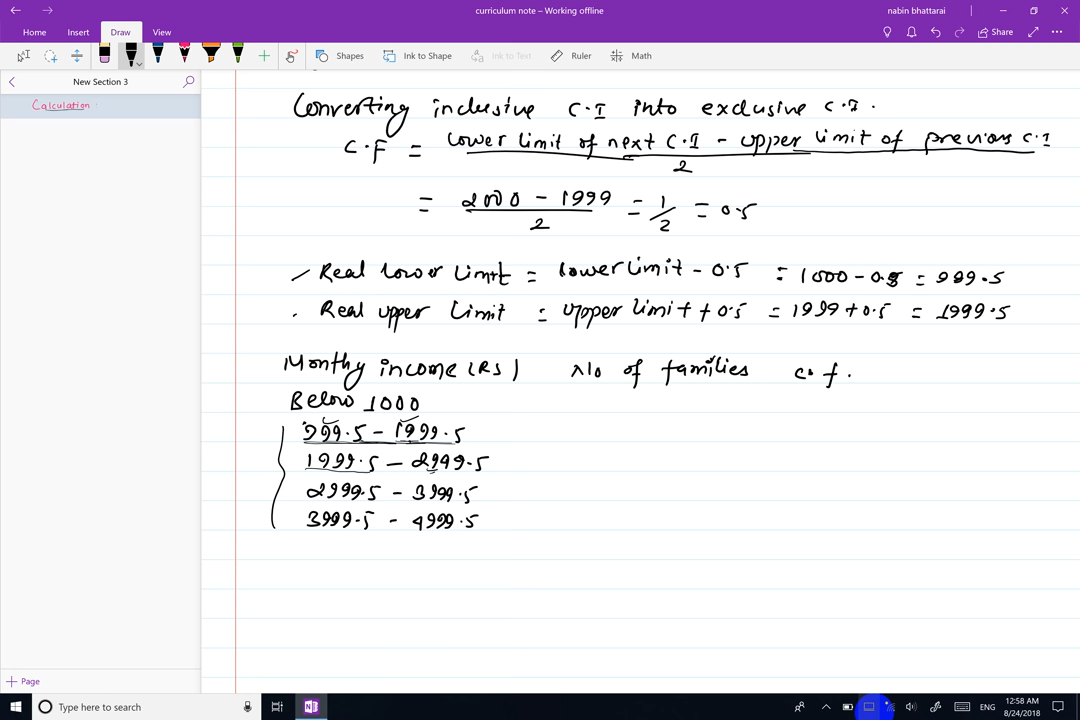 curriculum note – Working offline
nabin bhattarai
Home Insert Draw View
Share
Shapes Ink to Shape Ink to Text Ruler Math
New Section 3
Calculation
Converting inclusive C.I into exclusive C.I.
C.F = lower limit of next C.I - upper limit of previous C.I
2
= 2000 - 1999 = 1/2 = 0.5
2
Real lower limit = lower limit - 0.5 = 1000 - 0.5 = 999.5
Real upper limit = upper limit + 0.5 = 1999 + 0.5 = 1999.5
Monthy income (RS) No of families c.f.
Below 1000
999.5 - 1999.5
1999.5 - 2999.5
2999.5 - 3999.5
3999.5 - 4999.5
+ Page
Type here to search
ENG
12:58 AM
8/24/2018